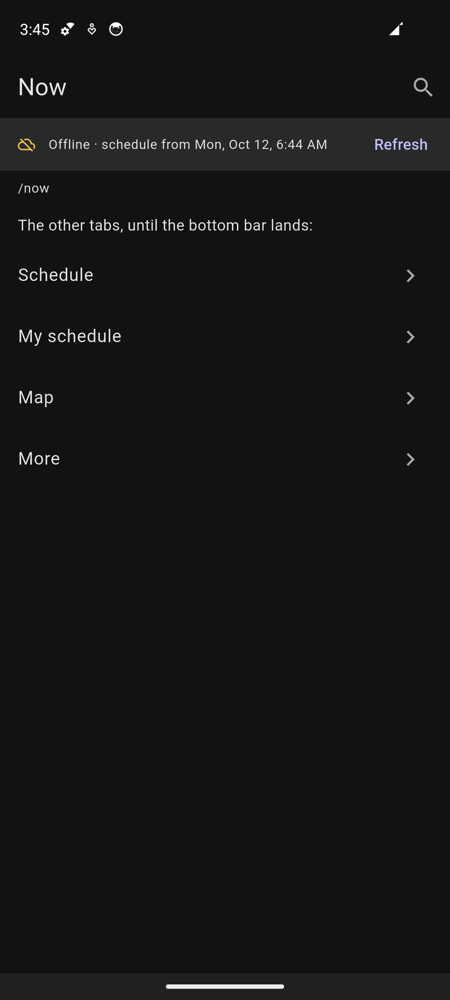 3:45
Now
Offline · schedule from Mon, Oct 12, 6:44 AM
Refresh
/now
The other tabs, until the bottom bar lands:
Schedule
My schedule
Map
More